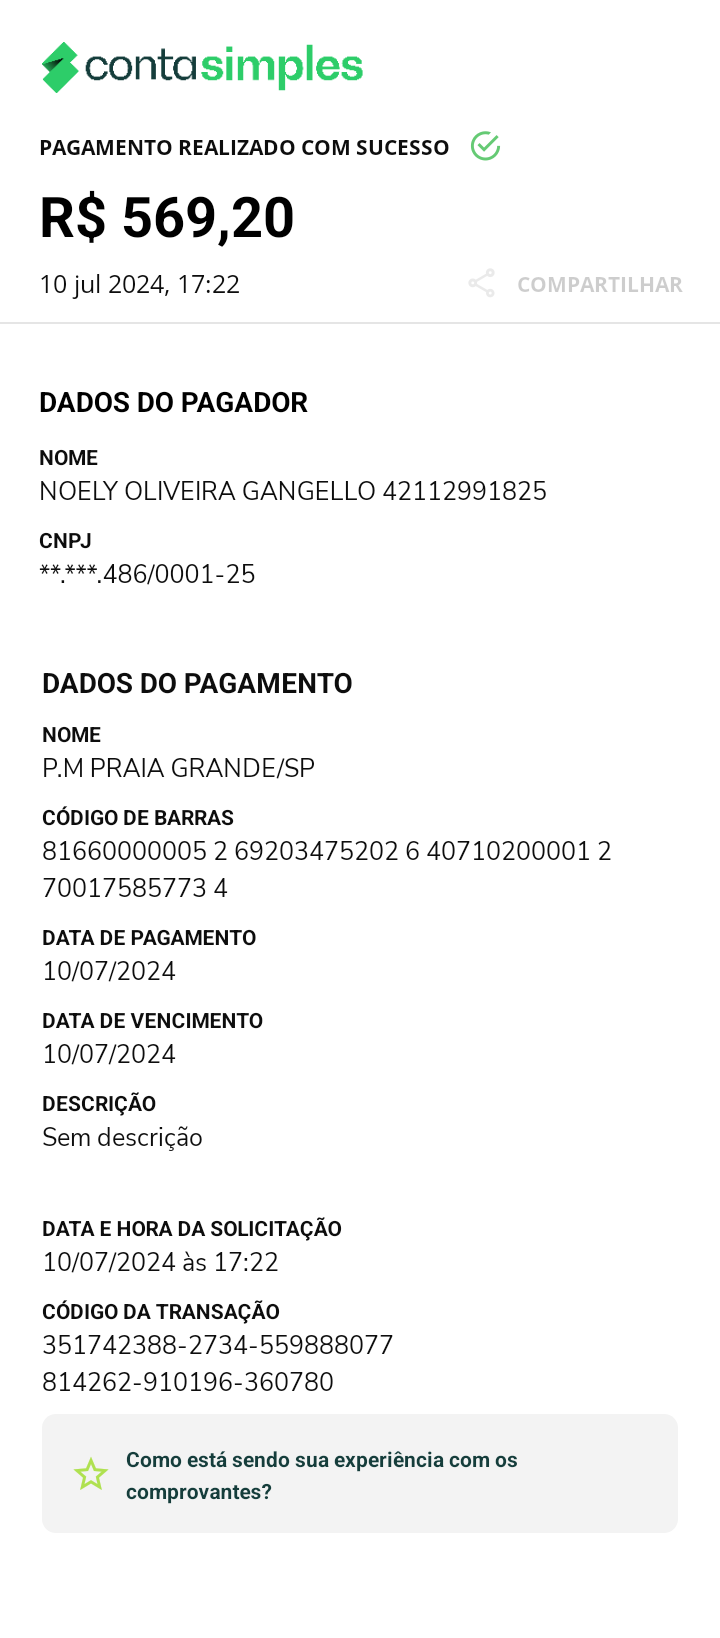 contasimples
PAGAMENTO REALIZADO COM SUCESSO
R$ 569,20
10 jul 2024, 17:22
COMPARTILHAR
DADOS DO PAGADOR
NOME
NOELY OLIVEIRA GANGELLO 42112991825
CNPJ
**.***.486/0001-25
DADOS DO PAGAMENTO
NOME
P.M PRAIA GRANDE/SP
CÓDIGO DE BARRAS
81660000005 2 69203475202 6 40710200001 2
70017585773 4
DATA DE PAGAMENTO
10/07/2024
DATA DE VENCIMENTO
10/07/2024
DESCRIÇÃO
Sem descrição
DATA E HORA DA SOLICITAÇÃO
10/07/2024 às 17:22
CÓDIGO DA TRANSAÇÃO
351742388-2734-559888077
814262-910196-360780
Como está sendo sua experiência com os
comprovantes?